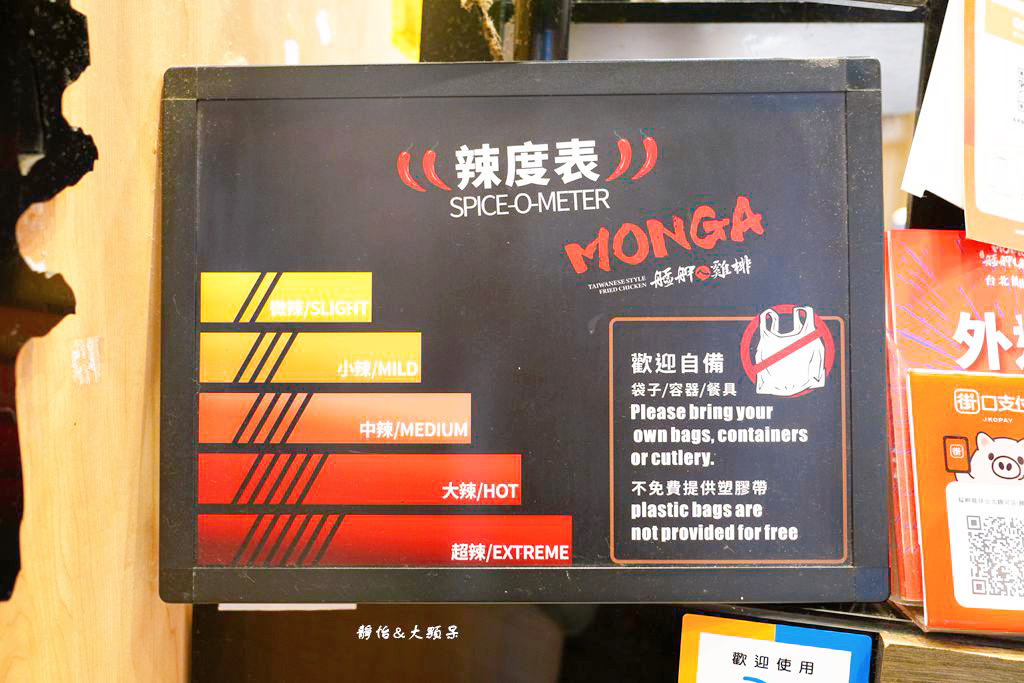 辣度表
SPICE-O-METER
MONGA
TAIWANESE STYLE
FRIED CHICKEN
艋舺雞排
微辣/SLIGHT
小辣/MILD
中辣/MEDIUM
大辣/HOT
超辣/EXTREME
歡迎自備
袋子/容器/餐具
Please bring your
own bags, containers
or cutlery.
不免費提供塑膠帶
plastic bags are
not provided for free
台北
外
街口支付
JKOPAY
街
歡迎使用
靜怡&大顆呆